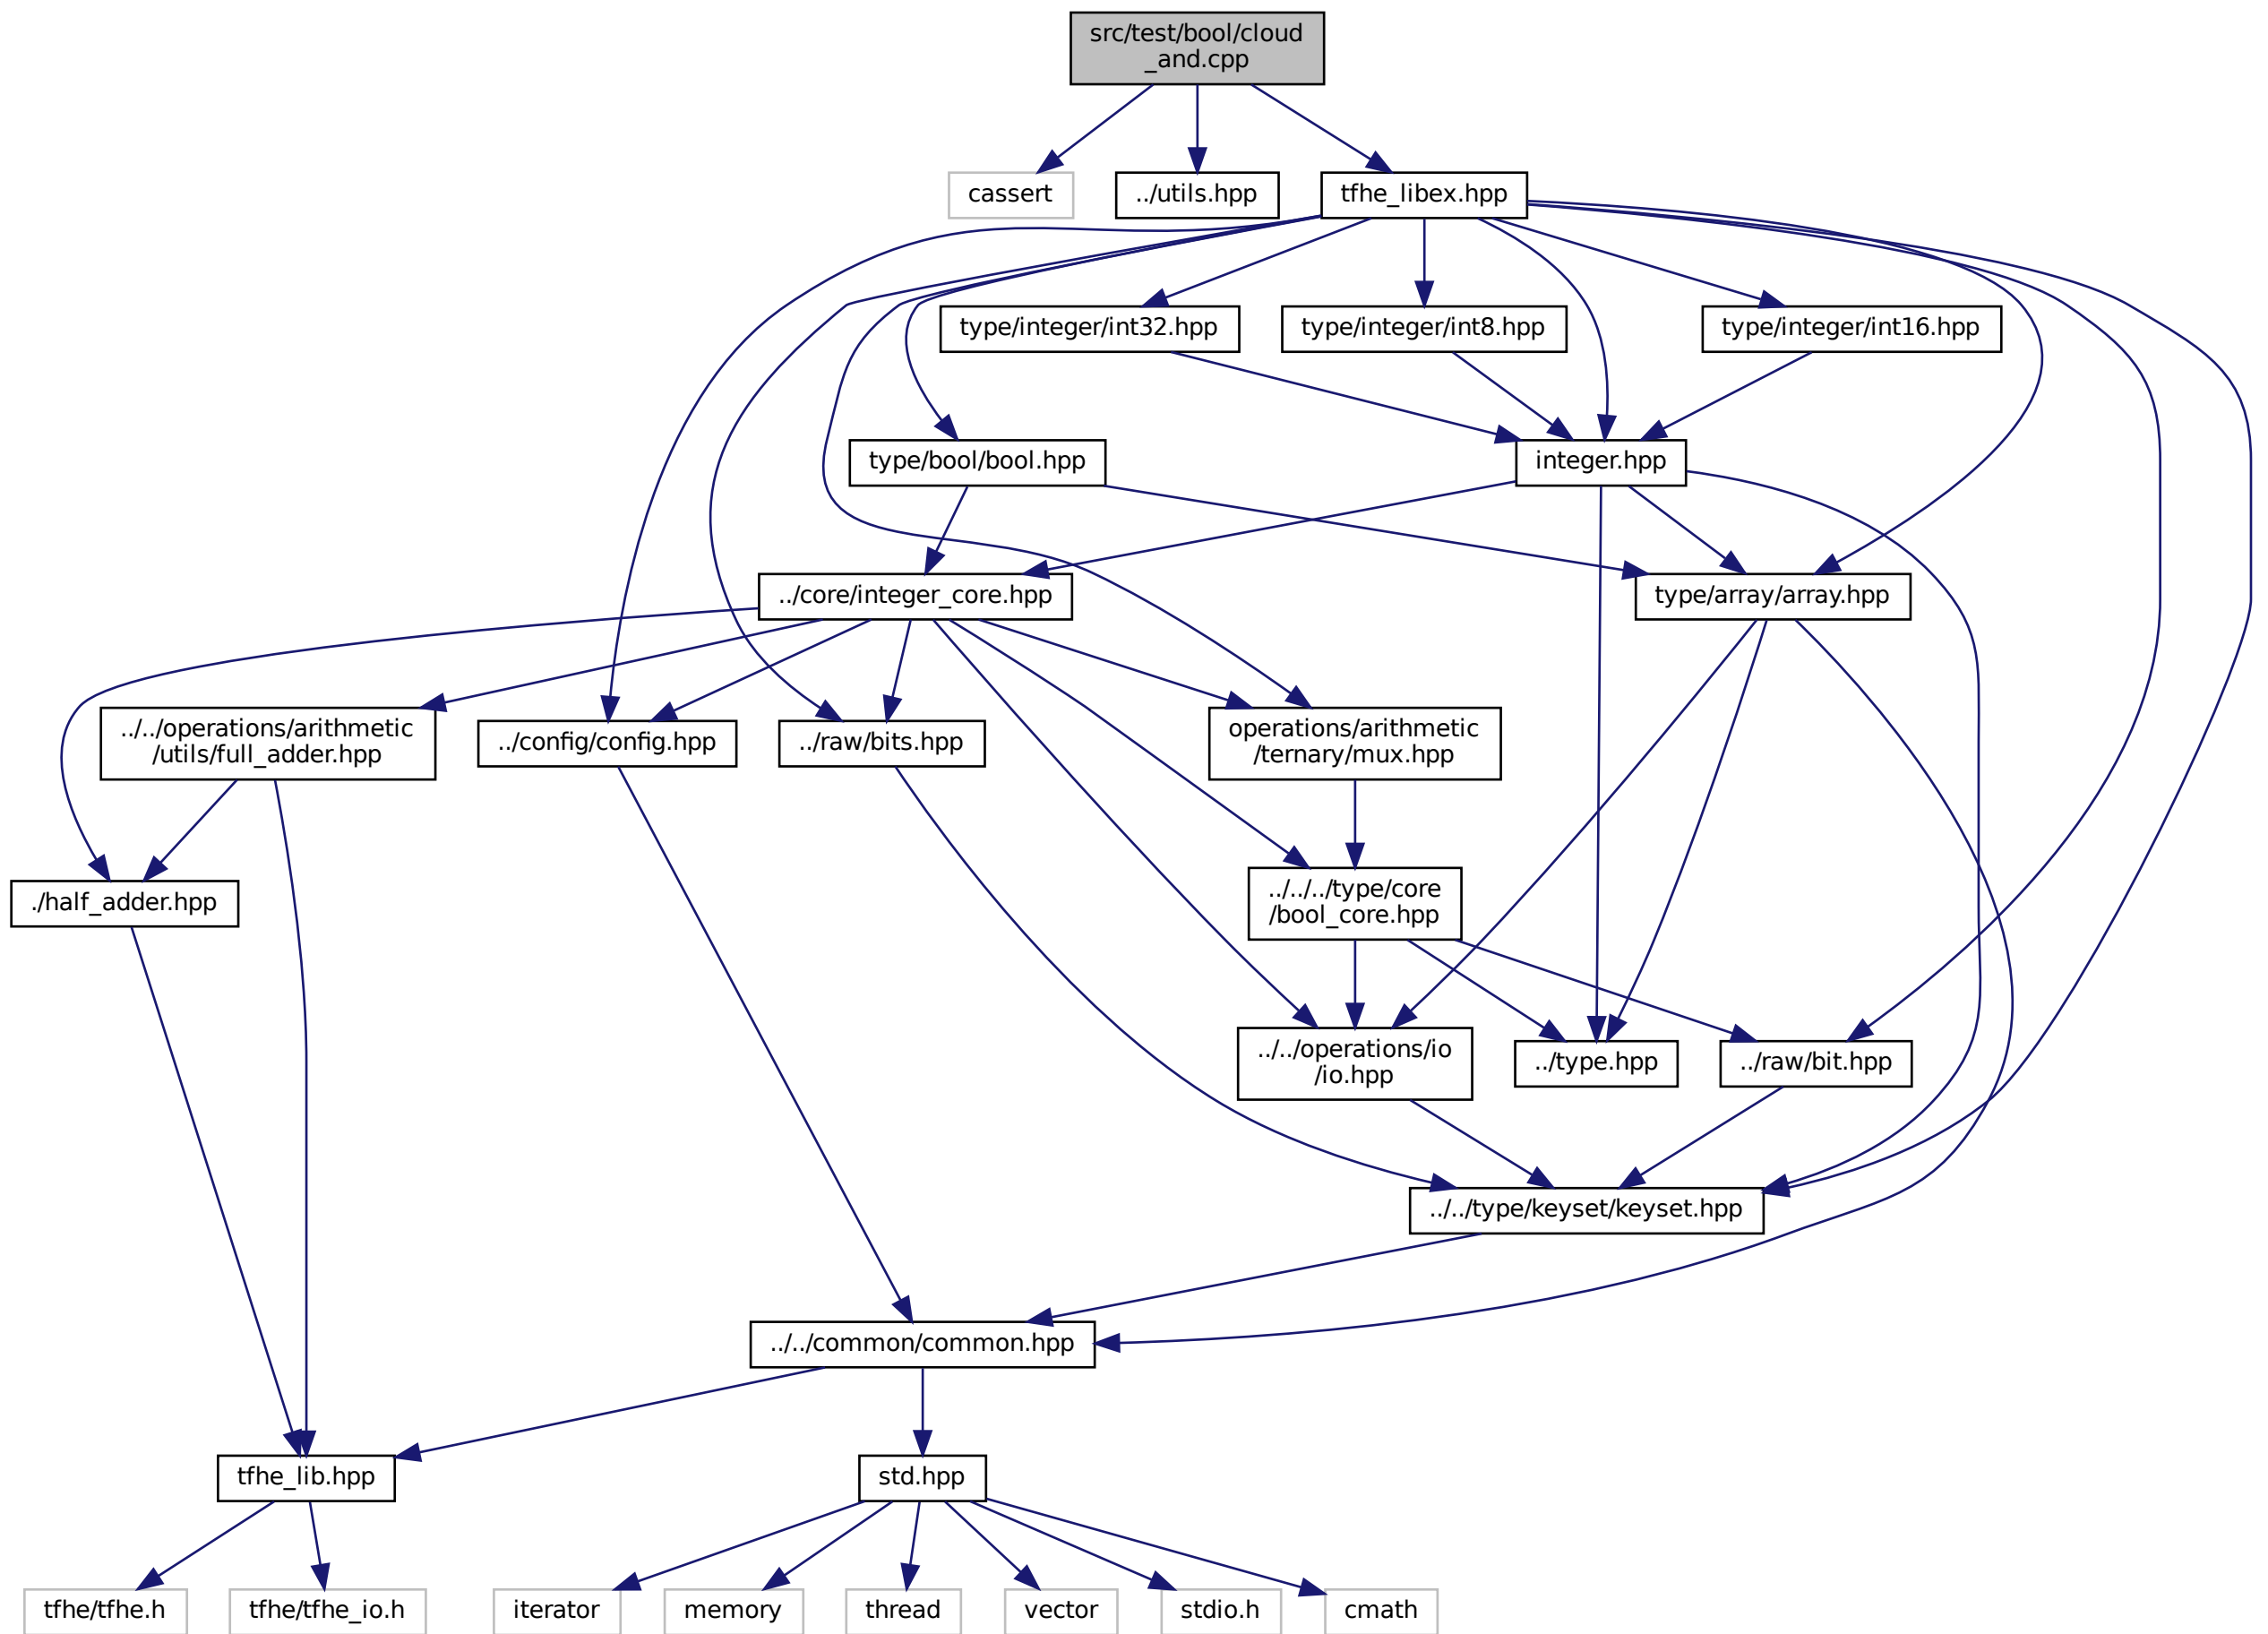 src/test/bool/cloud
_and.cpp
cassert
../utils.hpp
tfhe_libex.hpp
type/integer/int32.hpp
type/integer/int8.hpp
type/integer/int16.hpp
type/bool/bool.hpp
integer.hpp
../core/integer_core.hpp
type/array/array.hpp
../../operations/arithmetic
/utils/full_adder.hpp
../config/config.hpp
../raw/bits.hpp
operations/arithmetic
/ternary/mux.hpp
./half_adder.hpp
../../../type/core
/bool_core.hpp
../../operations/io
/io.hpp
../type.hpp
../raw/bit.hpp
../../type/keyset/keyset.hpp
../../common/common.hpp
tfhe_lib.hpp
std.hpp
tfhe/tfhe.h
tfhe/tfhe_io.h
iterator
memory
thread
vector
stdio.h
cmath